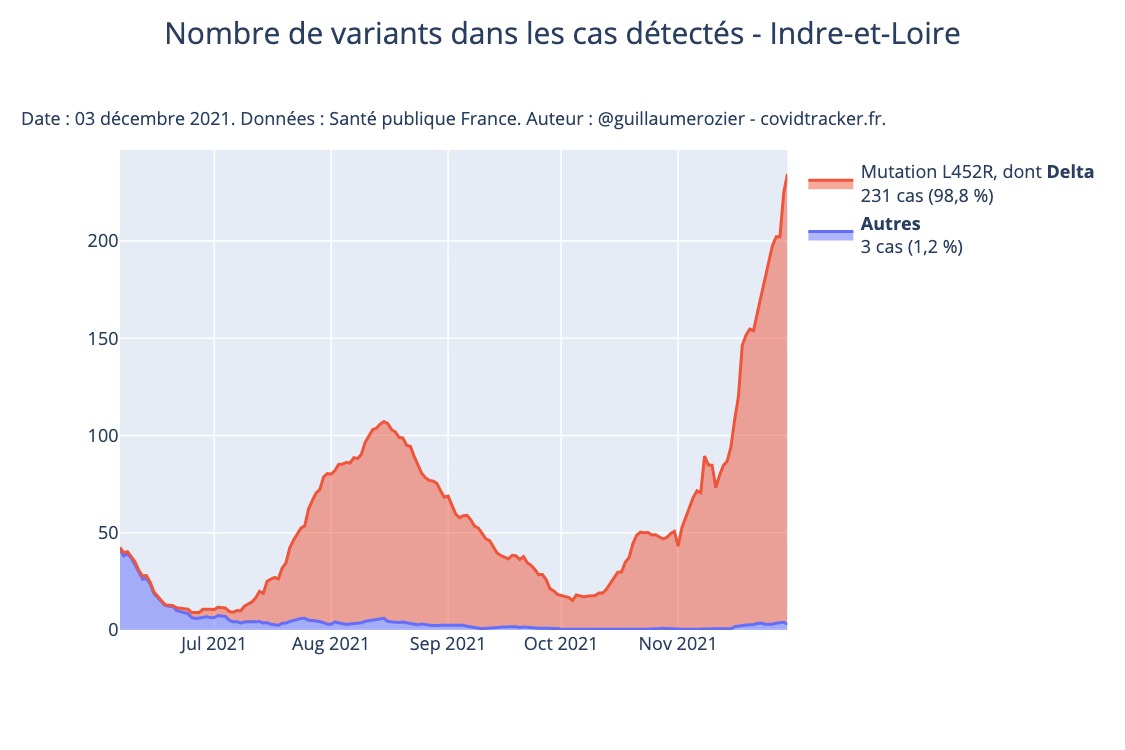 Nombre de variants dans les cas détectés - Indre-et-Loire
Date : 03 décembre 2021. Données : Santé publique France. Auteur : @guillaumerozier - covidtracker.fr.
Mutation L452R, dont Delta
231 cas (98,8 %)
Autres
3 cas (1,2 %)
200
150
100
50
0
Jul 2021 Aug 2021 Sep 2021 Oct 2021 Nov 2021